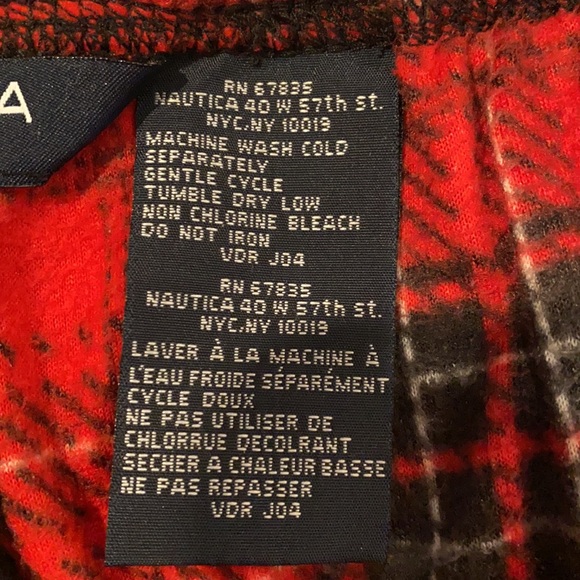 A
RN 67835
NAUTICA 40 W 57th St.
NYC.NY 10019
MACHINE WASH COLD
SEPARATELY
GENTLE CYCLE
TUMBLE DRY LOW
NON CHLORINE BLEACH
DO NOT IRON
VDR J04
RN 67835
NAUTICA 40 W 57th St.
NYC.NY 10019
LAVER À LA MACHINE À
L'EAU FROIDE SÉPARÉMENT
CYCLE DOUX
NE PAS UTILISER DE
CHLORRUE DECOLRANT
SECHER A CHALEUR BASSE
NE PAS REPASSER
VDR J04